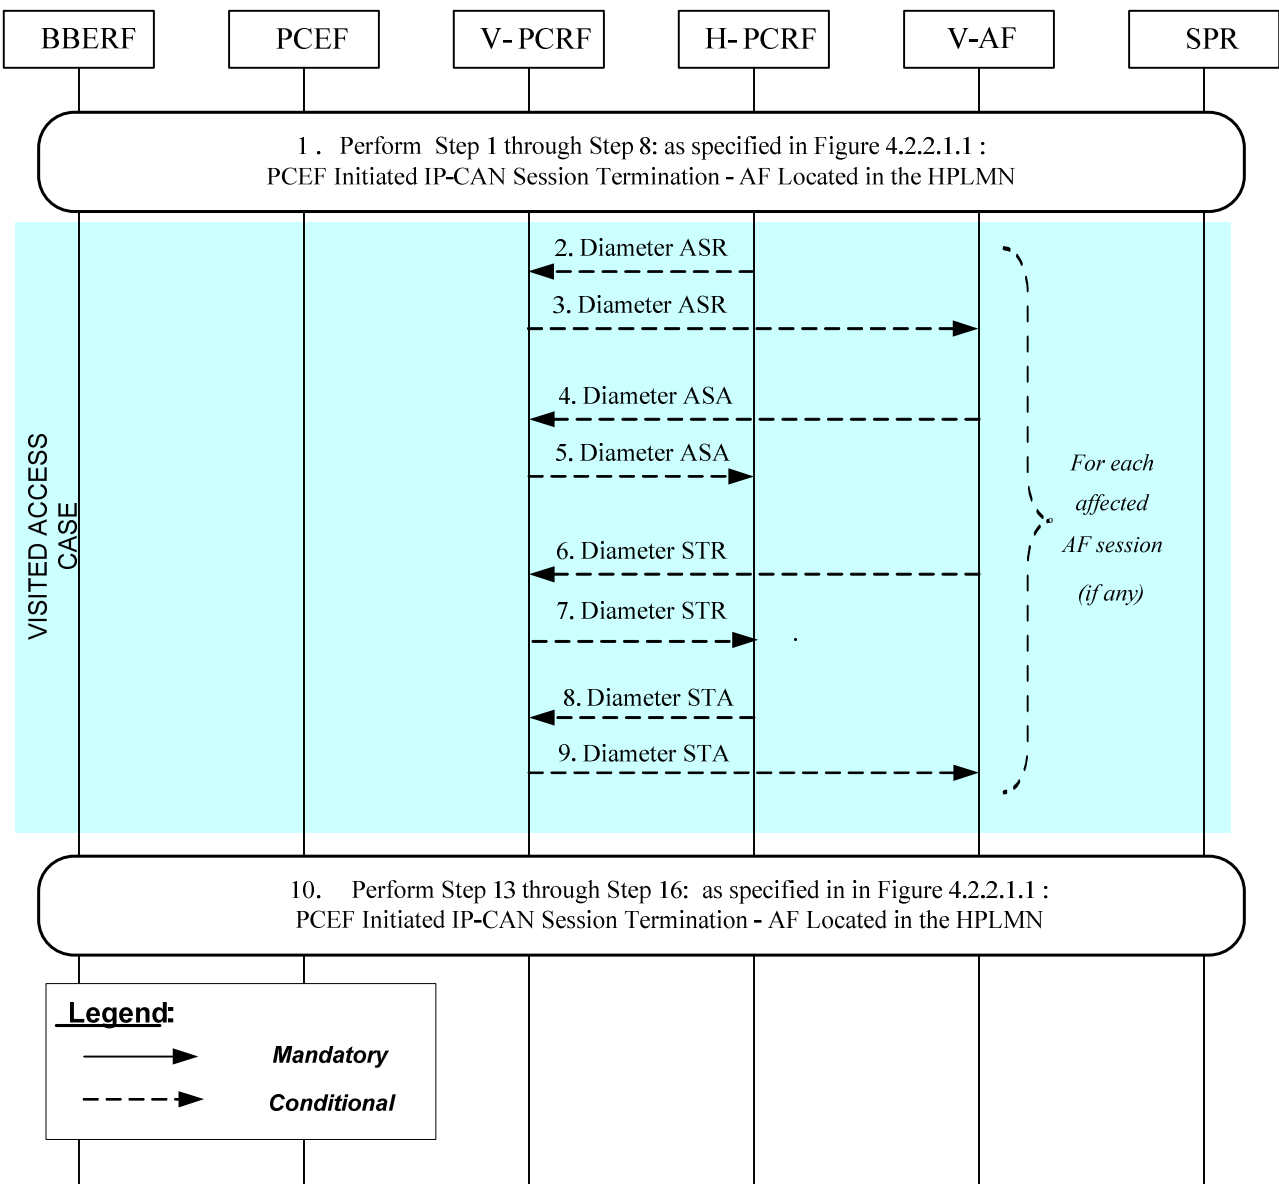 BBERF
PCEF
V-PCRF
H-PCRF
V-AF
SPR
1 . Perform Step 1 through Step 8: as specified in Figure 4.2.2.1.1 :
PCEF Initiated IP-CAN Session Termination - AF Located in the HPLMN
2. Diameter ASR
3. Diameter ASR
4. Diameter ASA
5. Diameter ASA
6. Diameter STR
7. Diameter STR
8. Diameter STA
9. Diameter STA
VISITED ACCESS
CASE
For each
affected
AF session
(if any)
10. Perform Step 13 through Step 16: as specified in in Figure 4.2.2.1.1 :
PCEF Initiated IP-CAN Session Termination - AF Located in the HPLMN
Legend:
Mandatory
Conditional